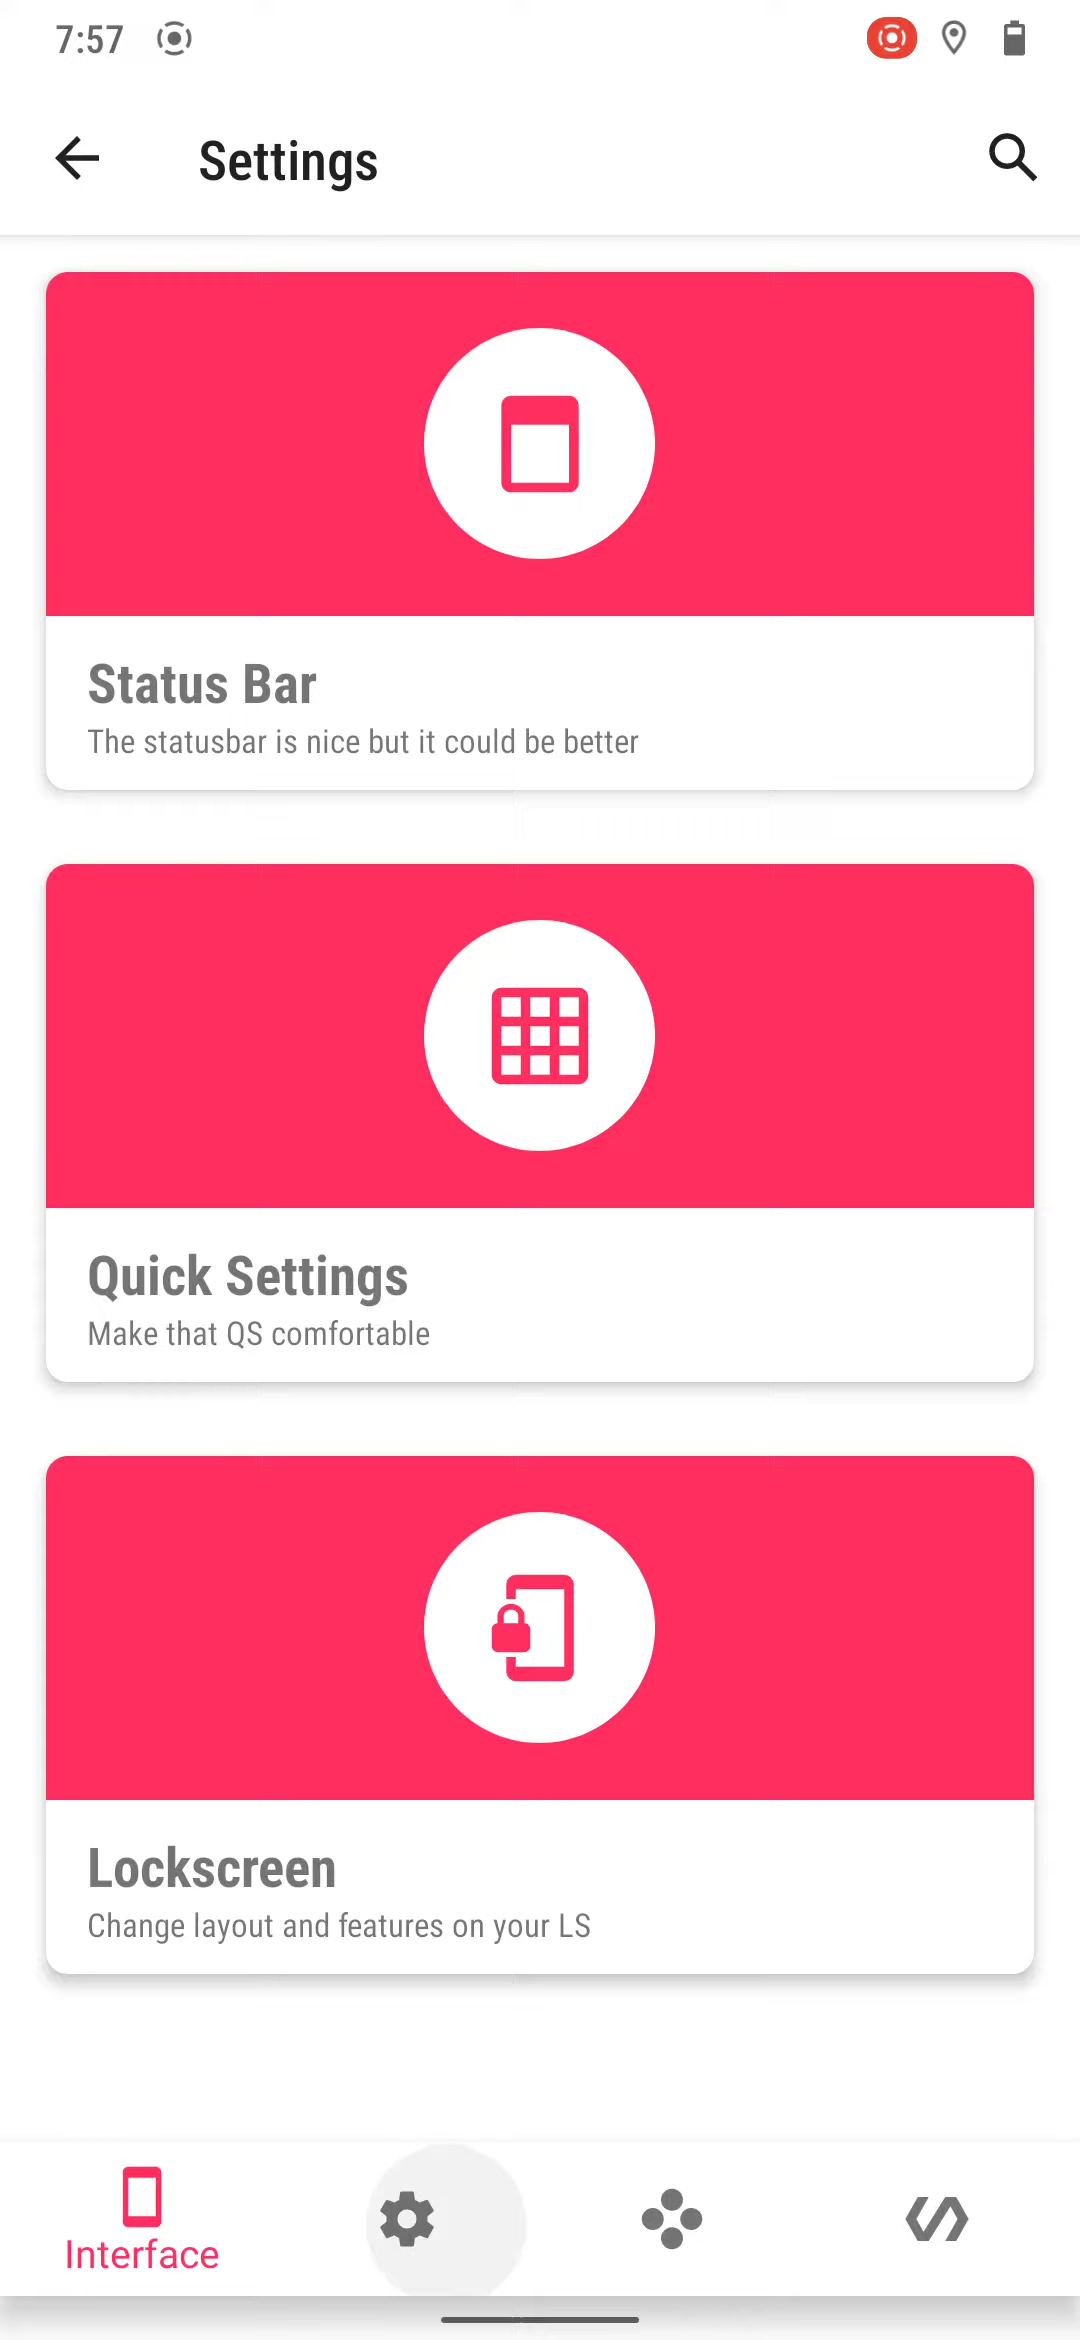 7:57
Settings
Status Bar
The statusbar is nice but it could be better
Quick Settings
Make that QS comfortable
Lockscreen
Change layout and features on your LS
Interface